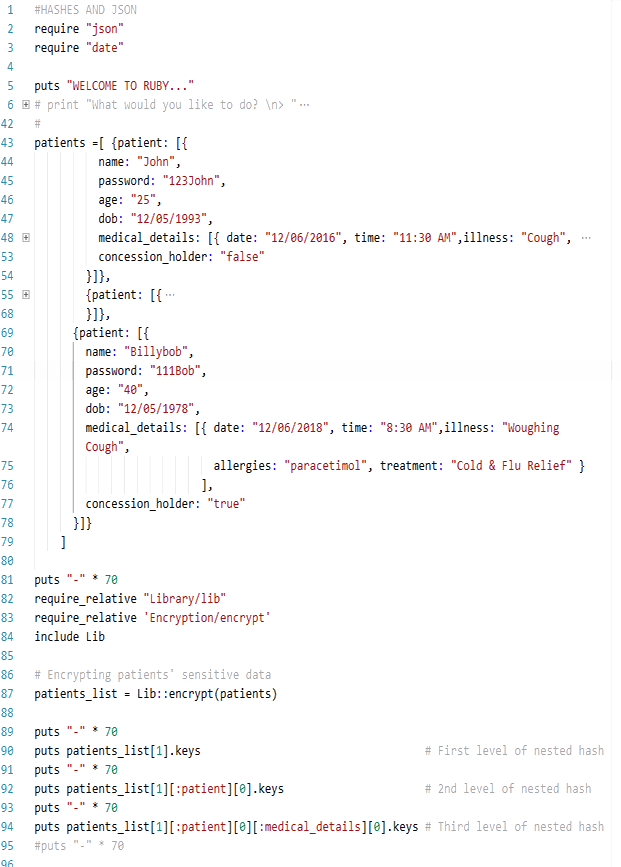 1 #HASHES AND JSON
2 require "json"
3 require "date"
4
5 puts "WELCOME TO RUBY..."
6 # print "What would you like to do? \n> " ···
42 #
43 patients =[ {patient: [{
44 name: "John",
45 password: "123John",
46 age: "25",
47 dob: "12/05/1993",
48 medical_details: [{ date: "12/06/2016", time: "11:30 AM",illness: "Cough", ···
53 concession_holder: "false"
54 }]},
55 {patient: [{ ···
68 }]},
69 {patient: [{
70 name: "Billybob",
71 password: "111Bob",
72 age: "40",
73 dob: "12/05/1978",
74 medical_details: [{ date: "12/06/2018", time: "8:30 AM",illness: "Woughing
Cough",
75 allergies: "paracetimol", treatment: "Cold & Flu Relief" }
76 ],
77 concession_holder: "true"
78 }]}
79 ]
80
81 puts "-" * 70
82 require_relative "Library/lib"
83 require_relative 'Encryption/encrypt'
84 include Lib
85
86 # Encrypting patients' sensitive data
87 patients_list = Lib::encrypt(patients)
88
89 puts "-" * 70
90 puts patients_list[1].keys # First level of nested hash
91 puts "-" * 70
92 puts patients_list[1][:patient][0].keys # 2nd level of nested hash
93 puts "-" * 70
94 puts patients_list[1][:patient][0][:medical_details][0].keys # Third level of nested hash
95 #puts "-" * 70
96